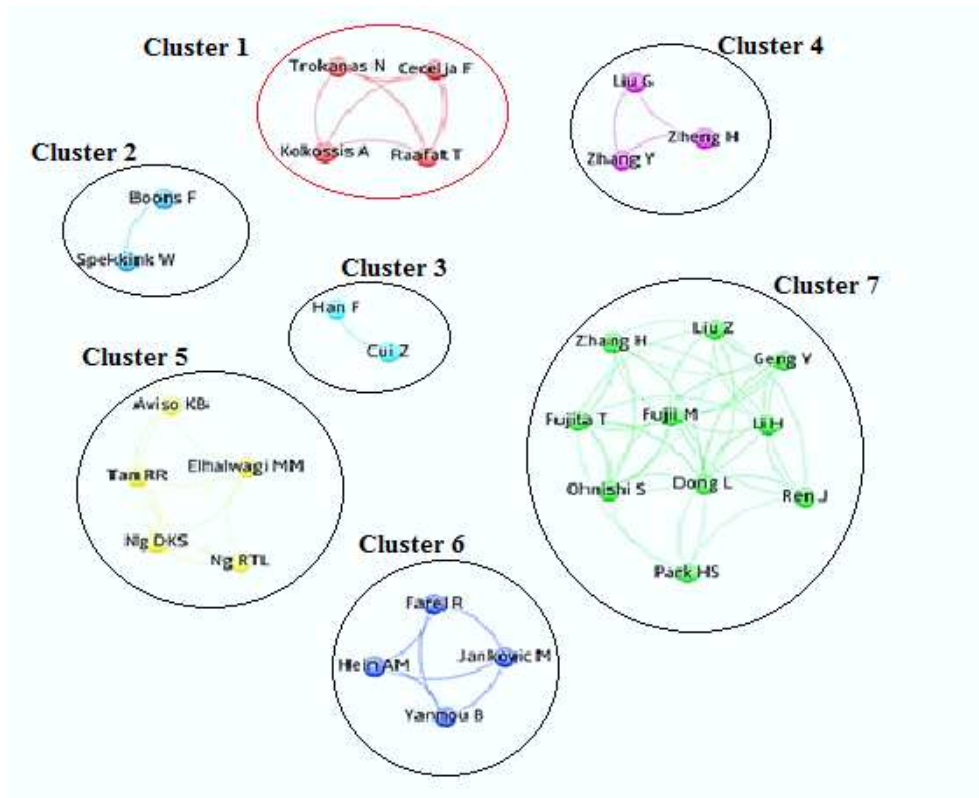 Cluster 1
Trokanas N
Cecelja F
Kolkossis A
Raafat T
Cluster 4
Liu G
Zheng H
Zhang Y
Cluster 2
Boons F
Spekkink W
Cluster 3
Han F
Cui Z
Cluster 7
Zhang H
Liu Z
Geng Y
Fujita T
Fujii M
Li H
Ohnishi S
Dong L
Ren J
Park HS
Cluster 5
Aviso KB
Tan RR
Elhalwagi MM
Ng DKS
Ng RTL
Cluster 6
Farel R
Hein AM
Jankovic M
Yannou B